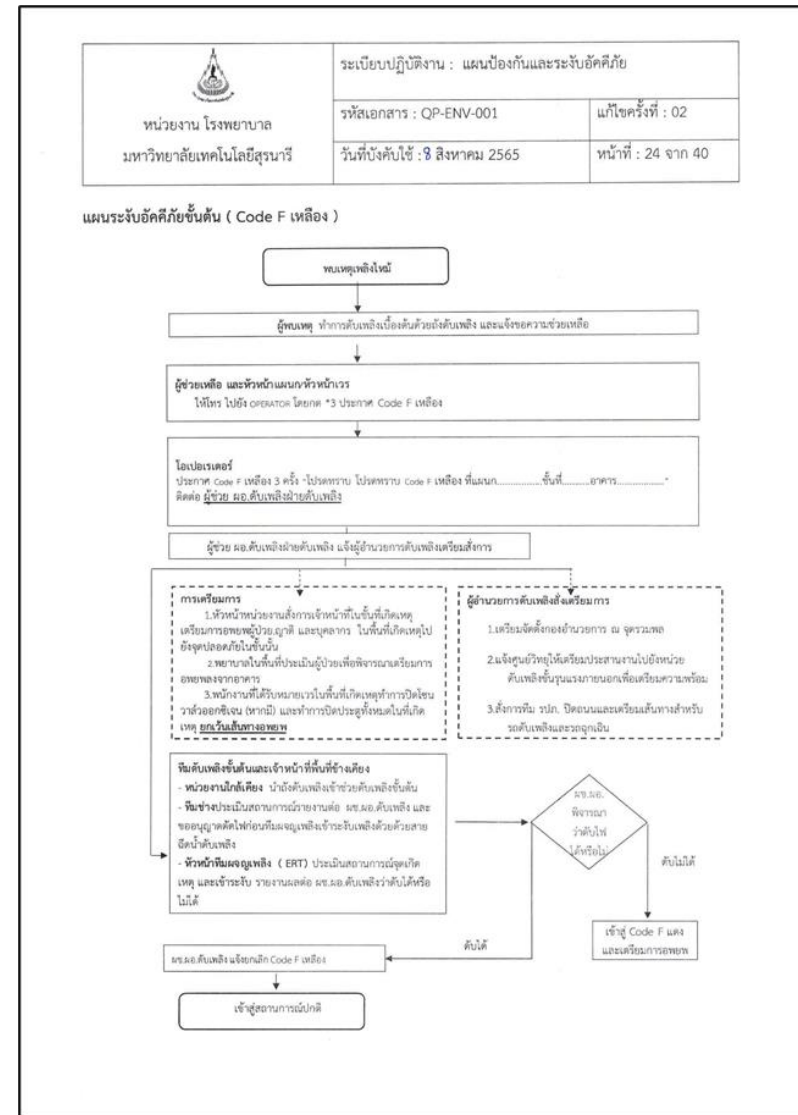 หน่วยงาน โรงพยาบาล
มหาวิทยาลัยเทคโนโลยีสุรนารี
ระเบียบปฏิบัติงาน : แผนป้องกันและระงับอัคคีภัย
รหัสเอกสาร : QP-ENV-001
แก้ไขครั้งที่ : 02
วันที่บังคับใช้ : 8 สิงหาคม 2565
หน้าที่ : 24 จาก 40
แผนระงับอัคคีภัยขั้นต้น ( Code F เหลือง )
พบเหตุเพลิงไหม้
ผู้พบเหตุ ทำการดับเพลิงเบื้องต้นด้วยถังดับเพลิง และแจ้งขอความช่วยเหลือ
ผู้ช่วยเหลือ และหัวหน้าแผนก/หัวหน้าเวร
ให้โทร ไปยัง OPERATOR โดยกด *3 ประกาศ Code F เหลือง
โอเปอเรเตอร์
ประกาศ Code F เหลือง 3 ครั้ง "โปรดทราบ โปรดทราบ Code F เหลือง ที่แผนก..................ชั้นที่...........อาคาร................"
ติดต่อ ผู้ช่วย ผอ.ดับเพลิงฝ่ายดับเพลิง
ผู้ช่วย ผอ.ดับเพลิงฝ่ายดับเพลิง แจ้งผู้อำนวยการดับเพลิงเตรียมสั่งการ
การเตรียมการ
1.หัวหน้าหน่วยงานสั่งการเจ้าหน้าที่ในชั้นที่เกิดเหตุ
เตรียมการอพยพผู้ป่วย,ญาติ และบุคลากร ในพื้นที่เกิดเหตุไป
ยังจุดปลอดภัยในชั้นนั้น
2.พยาบาลในพื้นที่ประเมินผู้ป่วยเพื่อพิจารณาเตรียมการ
อพยพลงจากอาคาร
3.พนักงานที่ได้รับหมายเวรในพื้นที่เกิดเหตุทำการปิดโซน
วาล์วออกซิเจน (หากมี) และทำการปิดประตูทั้งหมดในที่เกิด
เหตุ ยกเว้นเส้นทางอพยพ
ผู้อำนวยการดับเพลิงสั่งเตรียมการ
1.เตรียมจัดตั้งกองอำนวยการ ณ จุดรวมพล
2.แจ้งศูนย์วิทยุให้เตรียมประสานงานไปยังหน่วย
ดับเพลิงขั้นรุนแรงภายนอกเพื่อเตรียมความพร้อม
3.สั่งการทีม รปภ. ปิดถนนและเตรียมเส้นทางสำหรับ
รถดับเพลิงและรถฉุกเฉิน
ทีมดับเพลิงขั้นต้นและเจ้าหน้าที่พื้นที่ข้างเคียง
- หน่วยงานใกล้เคียง นำถังดับเพลิงเข้าช่วยดับเพลิงขั้นต้น
- ทีมช่างประเมินสถานการณ์รายงานต่อ ผช.ผอ.ดับเพลิง และ
ขออนุญาตตัดไฟก่อนทีมผจญเพลิงเข้าระงับเพลิงด้วยด้วยสาย
ฉีดน้ำดับเพลิง
- หัวหน้าทีมผจญเพลิง ( ERT) ประเมินสถานการณ์จุดเกิด
เหตุ และเข้าระงับ รายงานผลต่อ ผช.ผอ.ดับเพลิงว่าดับได้หรือ
ไม่ได้
ผช.ผอ.
พิจารณา
ว่าดับไฟ
ได้หรือไม่
ดับไม่ได้
เข้าสู่ Code F แดง
และเตรียมการอพยพ
ดับได้
ผช.ผอ.ดับเพลิง แจ้งยกเลิก Code F เหลือง
เข้าสู่สถานการณ์ปกติ